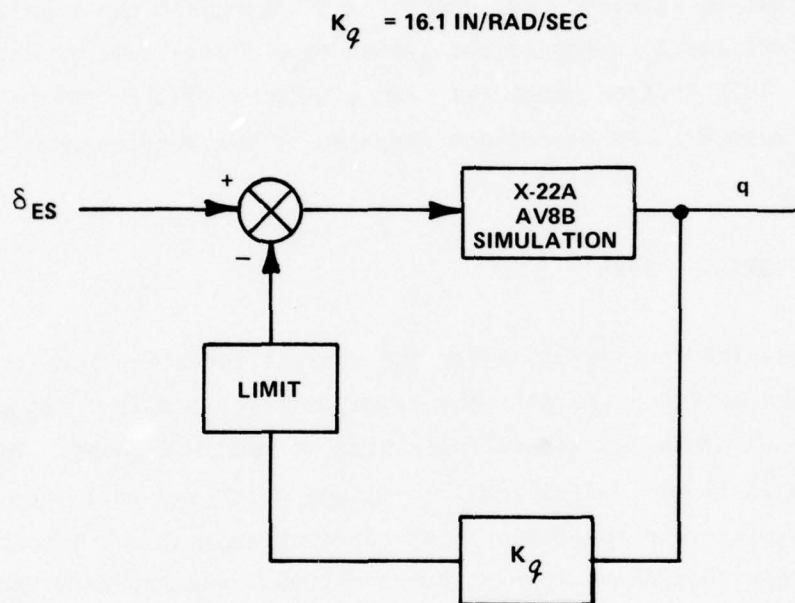 K_q = 16.1 IN/RAD/SEC
δ_ES
+
−
X-22A
AV8B
SIMULATION
q
LIMIT
K_q